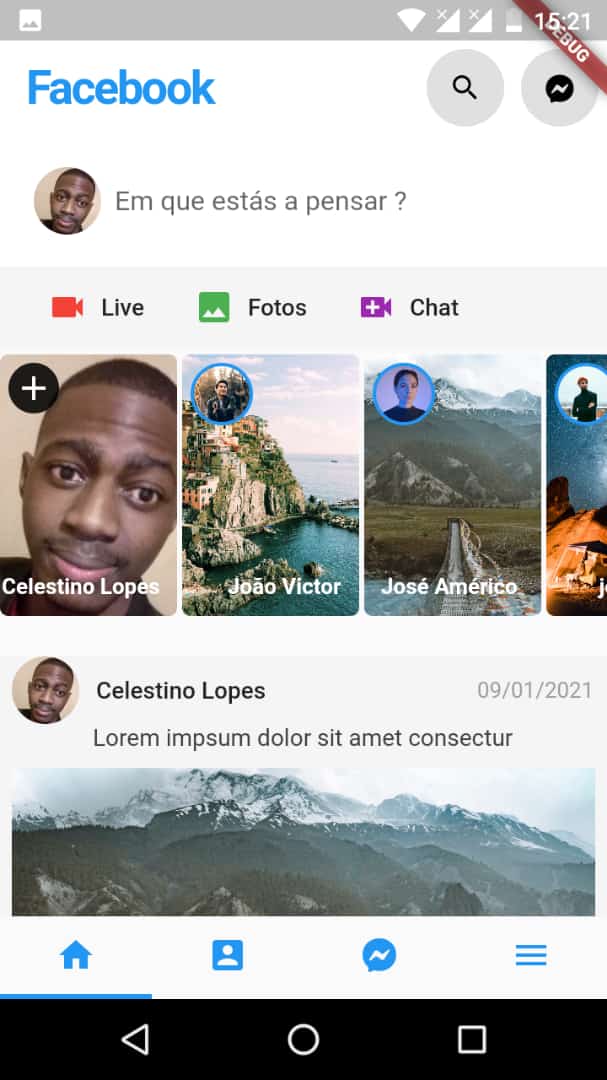 15:21
DEBUG
Facebook
Em que estás a pensar ?
Live Fotos Chat
Celestino Lopes João Victor José Américo
Celestino Lopes 09/01/2021
Lorem impsum dolor sit amet consectur